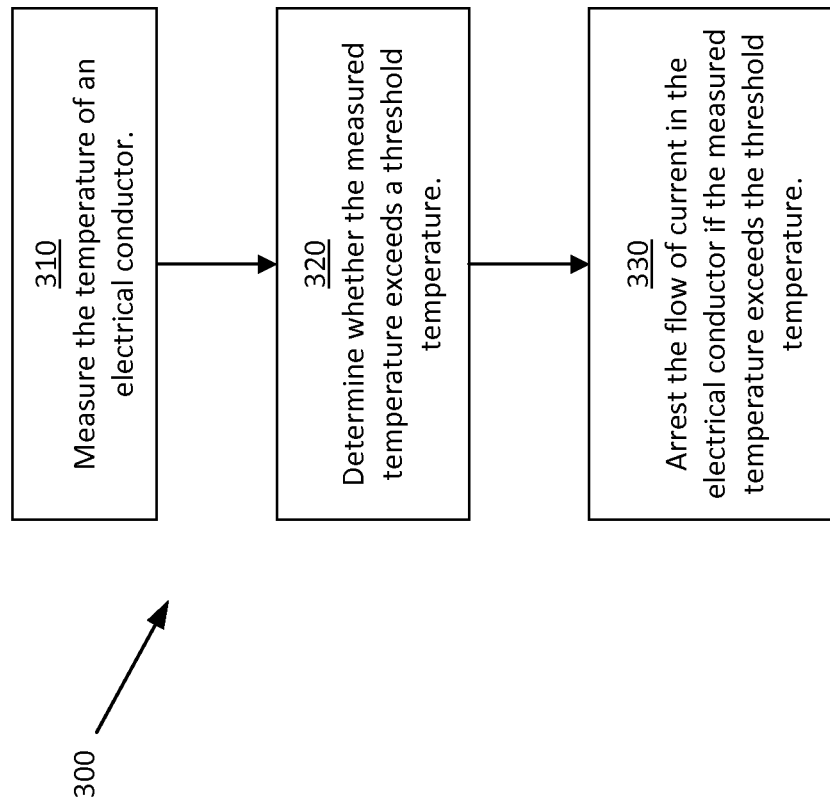 300
310
Measure the temperature of an
electrical conductor.
320
Determine whether the measured
temperature exceeds a threshold
temperature.
330
Arrest the flow of current in the
electrical conductor if the measured
temperature exceeds the threshold
temperature.